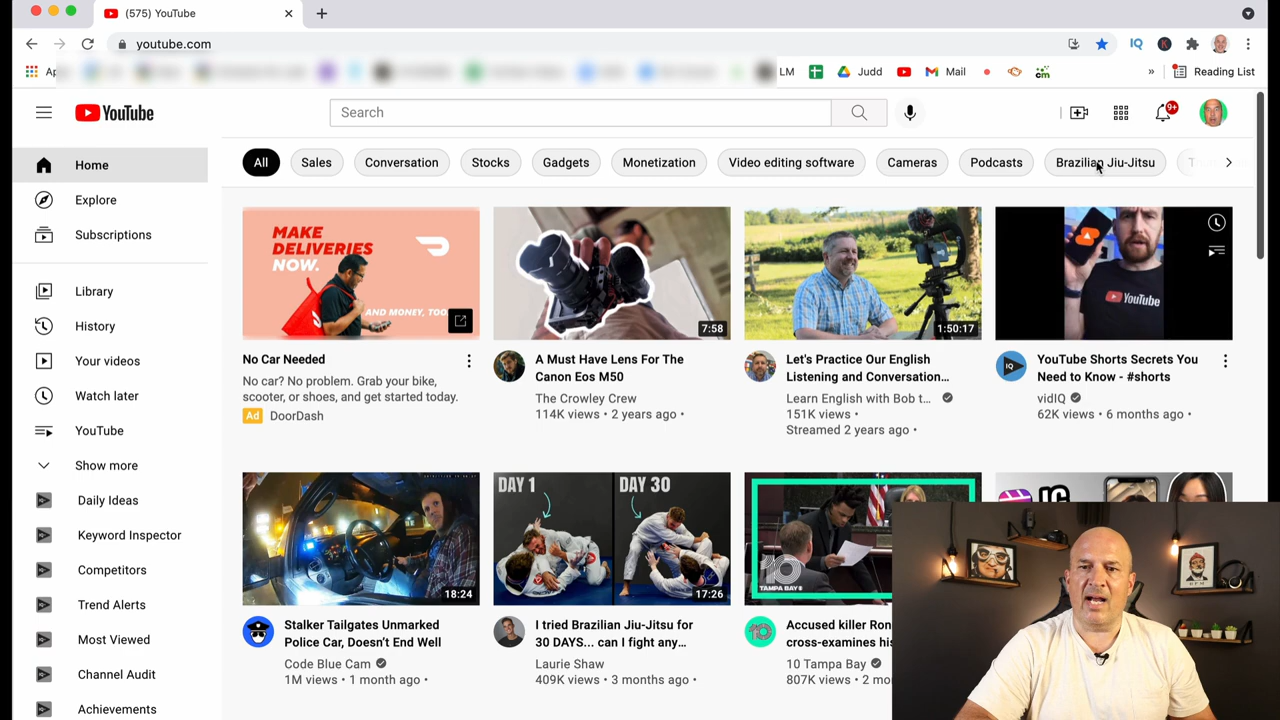 (575) YouTube
youtube.com
LM
Judd
Mail
»
Reading List
YouTube
Search
9+
All
Sales
Conversation
Stocks
Gadgets
Monetization
Video editing software
Cameras
Podcasts
Brazilian Jiu-Jitsu
Home
Explore
Subscriptions
Library
History
Your videos
Watch later
YouTube
Show more
Daily Ideas
Keyword Inspector
Competitors
Trend Alerts
Most Viewed
Channel Audit
Achievements
MAKE
DELIVERIES
NOW.
AND MONEY, TOO.
No Car Needed
No car? No problem. Grab your bike,
scooter, or shoes, and get started today.
Ad DoorDash
7:58
A Must Have Lens For The
Canon Eos M50
The Crowley Crew
114K views • 2 years ago •
1:50:17
Let's Practice Our English
Listening and Conversation...
Learn English with Bob t...
151K views •
Streamed 2 years ago •
YouTube
IQ
YouTube Shorts Secrets You
Need to Know - #shorts
vidIQ
62K views • 6 months ago •
18:24
Stalker Tailgates Unmarked
Police Car, Doesn't End Well
Code Blue Cam
1M views • 1 month ago •
DAY 1
DAY 30
17:26
I tried Brazilian Jiu-Jitsu for
30 DAYS... can I fight any...
Laurie Shaw
409K views • 3 months ago •
10
TAMPA BAY
10
Accused killer Ron
cross-examines his
10 Tampa Bay
807K views • 2 mo
IG